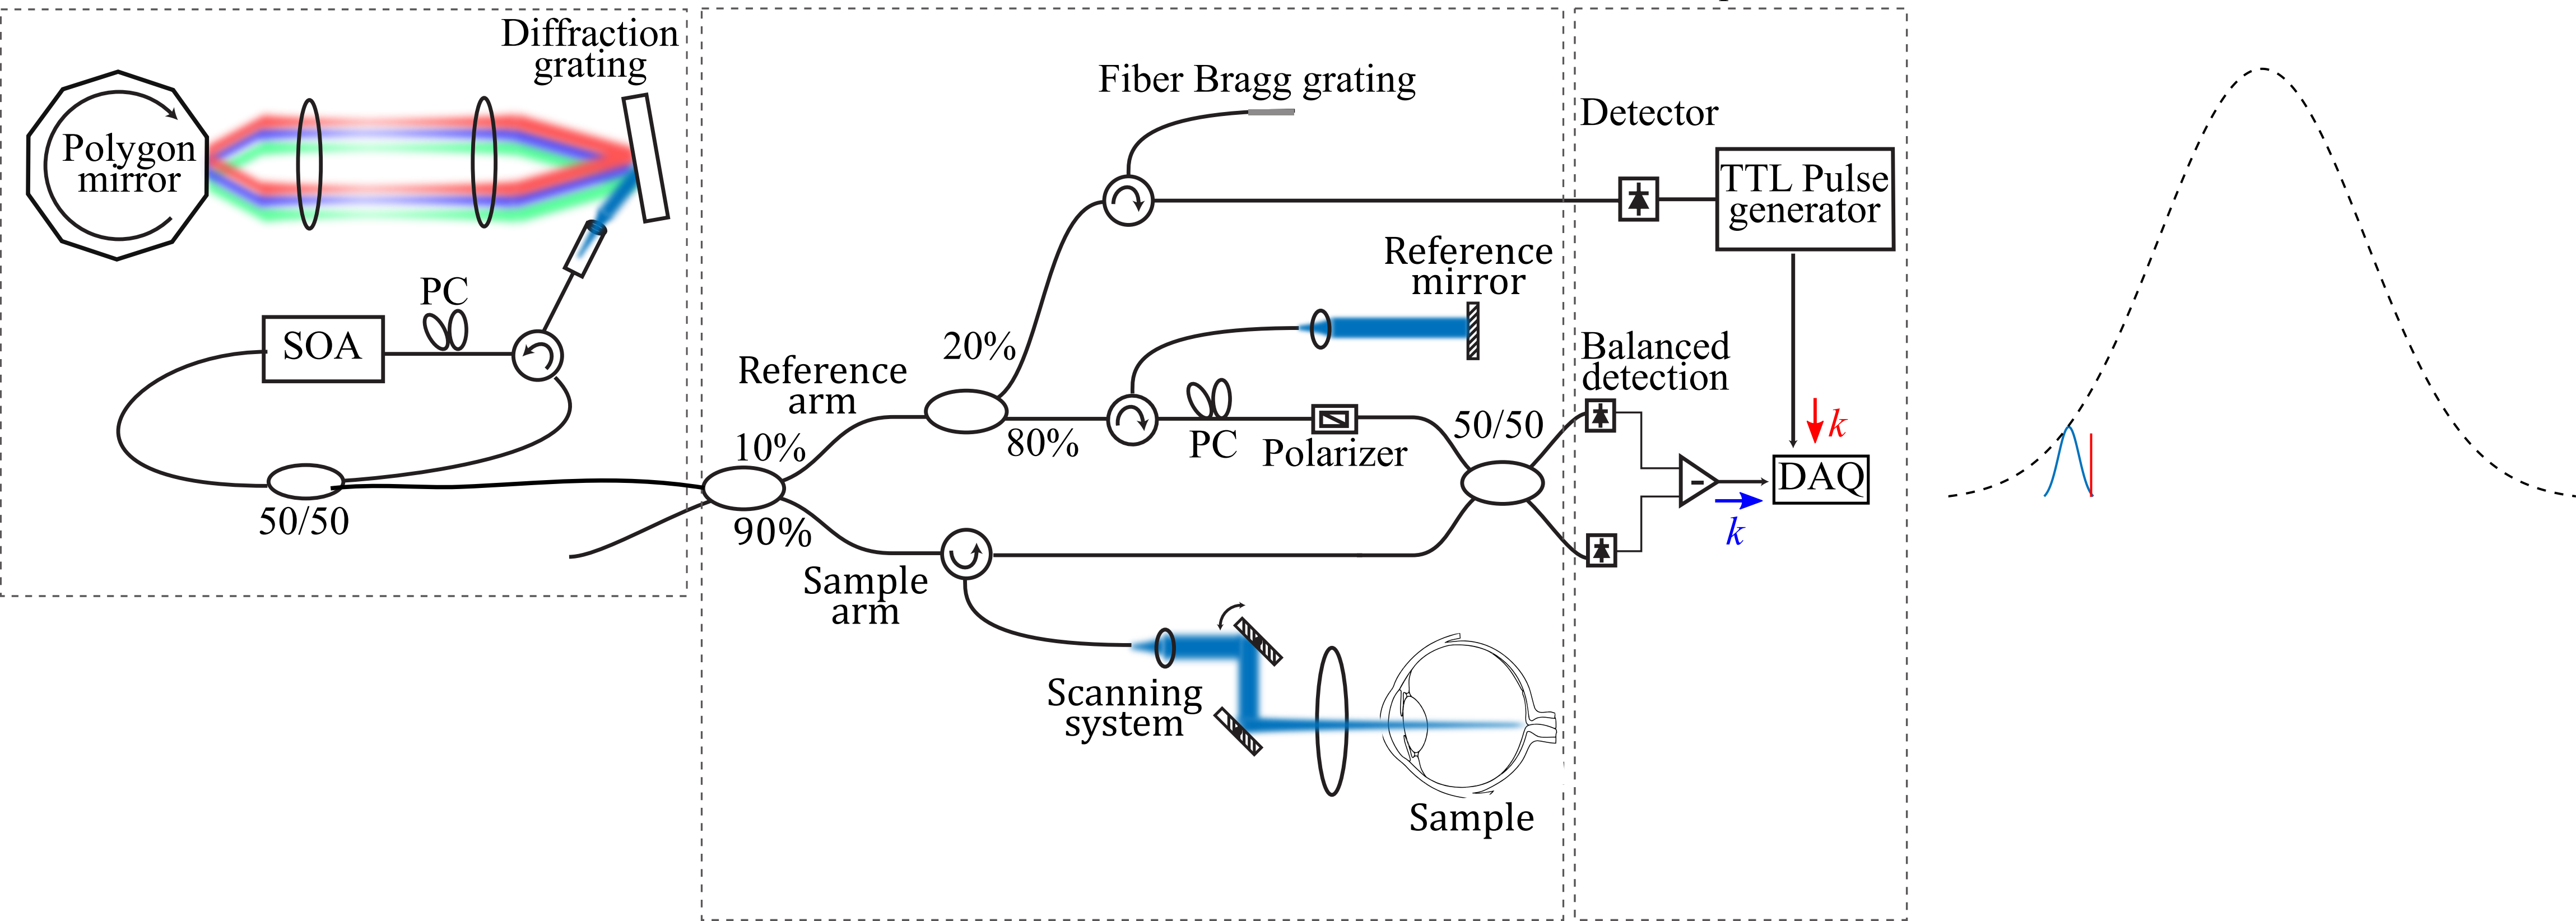 Diffraction
grating
Polygon
mirror
PC
SOA
50/50
Fiber Bragg grating
Reference
mirror
20%
Reference
arm
10%
80%
PC
Polarizer
50/50
90%
Sample
arm
Scanning
system
Sample
Detector
TTL Pulse
generator
Balanced
detection
k
-
DAQ
k